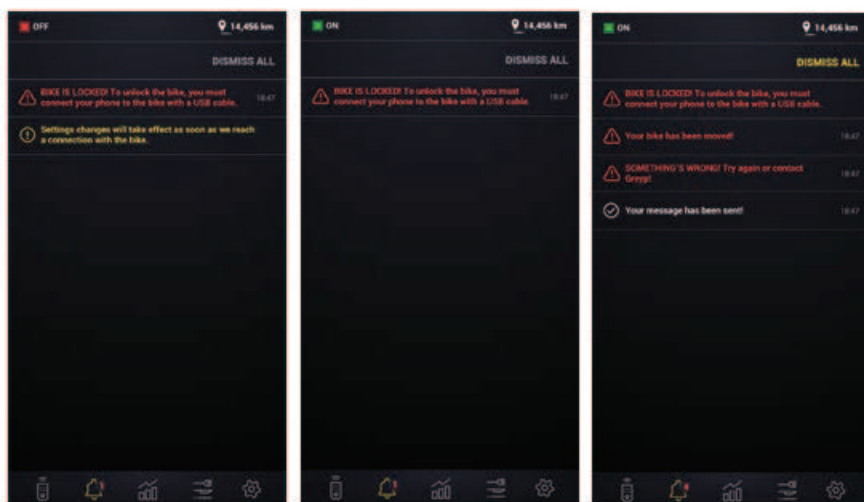 OFF
14,456 km
DISMISS ALL
BIKE IS LOCKED! To unlock the bike, you must
connect your phone to the bike with a USB cable.
18:47
Settings changes will take effect as soon as we reach
a connection with the bike.
ON
14,456 km
DISMISS ALL
BIKE IS LOCKED! To unlock the bike, you must
connect your phone to the bike with a USB cable.
18:47
ON
14,456 km
DISMISS ALL
BIKE IS LOCKED! To unlock the bike, you must
connect your phone to the bike with a USB cable.
18:47
Your bike has been moved!
18:47
SOMETHING'S WRONG! Try again or contact
Greyp!
18:47
Your message has been sent!
18:47